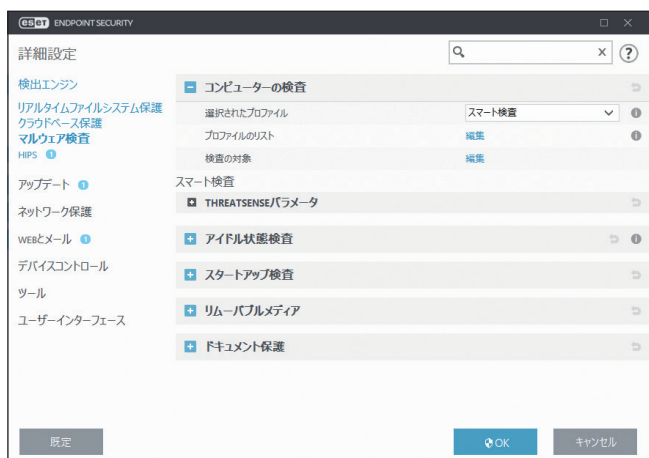 eseT ENDPOINT SECURITY
詳細設定
検出エンジン
リアルタイムファイルシステム保護
クラウドベース保護
マルウェア検査
HIPS 1
アップデート 1
ネットワーク保護
WEBとメール 1
デバイスコントロール
ツール
ユーザーインターフェース
コンピューターの検査
選択されたプロファイル スマート検査
プロファイルのリスト 編集
検査の対象 編集
スマート検査
THREATSENSEパラメータ
アイドル状態検査
スタートアップ検査
リムーバブルメディア
ドキュメント保護
既定
OK
キャンセル